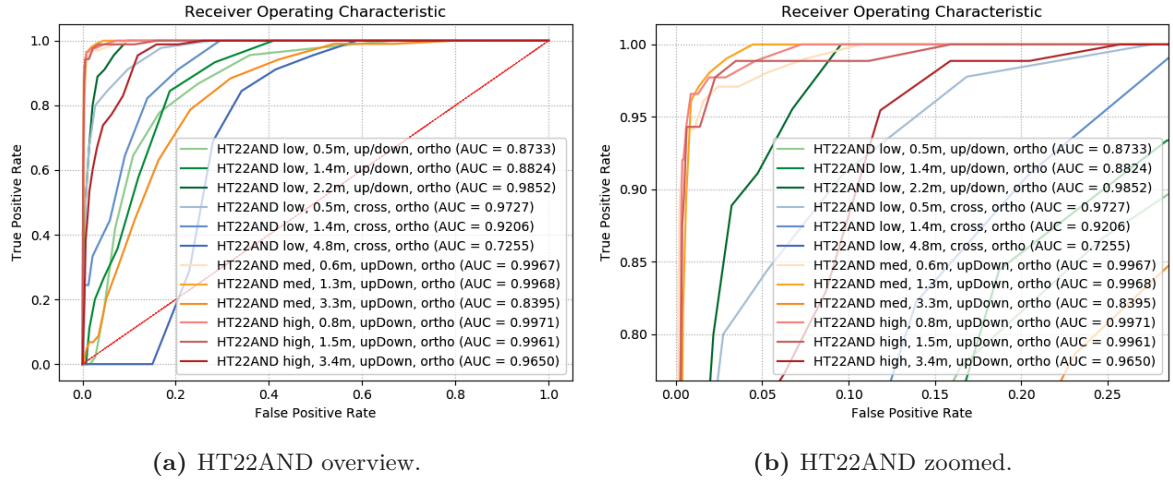 Receiver Operating Characteristic
True Positive Rate
1.0
0.8
0.6
0.4
0.2
0.0
HT22AND low, 0.5m, up/down, ortho (AUC = 0.8733)
HT22AND low, 1.4m, up/down, ortho (AUC = 0.8824)
HT22AND low, 2.2m, up/down, ortho (AUC = 0.9852)
HT22AND low, 0.5m, cross, ortho (AUC = 0.9727)
HT22AND low, 1.4m, cross, ortho (AUC = 0.9206)
HT22AND low, 4.8m, cross, ortho (AUC = 0.7255)
HT22AND med, 0.6m, upDown, ortho (AUC = 0.9967)
HT22AND med, 1.3m, upDown, ortho (AUC = 0.9968)
HT22AND med, 3.3m, upDown, ortho (AUC = 0.8395)
HT22AND high, 0.8m, upDown, ortho (AUC = 0.9971)
HT22AND high, 1.5m, upDown, ortho (AUC = 0.9961)
HT22AND high, 3.4m, upDown, ortho (AUC = 0.9650)
0.0 0.2 0.4 0.6 0.8 1.0
False Positive Rate
(a) HT22AND overview.
Receiver Operating Characteristic
True Positive Rate
1.00
0.95
0.90
0.85
0.80
HT22AND low, 0.5m, up/down, ortho (AUC = 0.8733)
HT22AND low, 1.4m, up/down, ortho (AUC = 0.8824)
HT22AND low, 2.2m, up/down, ortho (AUC = 0.9852)
HT22AND low, 0.5m, cross, ortho (AUC = 0.9727)
HT22AND low, 1.4m, cross, ortho (AUC = 0.9206)
HT22AND low, 4.8m, cross, ortho (AUC = 0.7255)
HT22AND med, 0.6m, upDown, ortho (AUC = 0.9967)
HT22AND med, 1.3m, upDown, ortho (AUC = 0.9968)
HT22AND med, 3.3m, upDown, ortho (AUC = 0.8395)
HT22AND high, 0.8m, upDown, ortho (AUC = 0.9971)
HT22AND high, 1.5m, upDown, ortho (AUC = 0.9961)
HT22AND high, 3.4m, upDown, ortho (AUC = 0.9650)
0.00 0.05 0.10 0.15 0.20 0.25
False Positive Rate
(b) HT22AND zoomed.